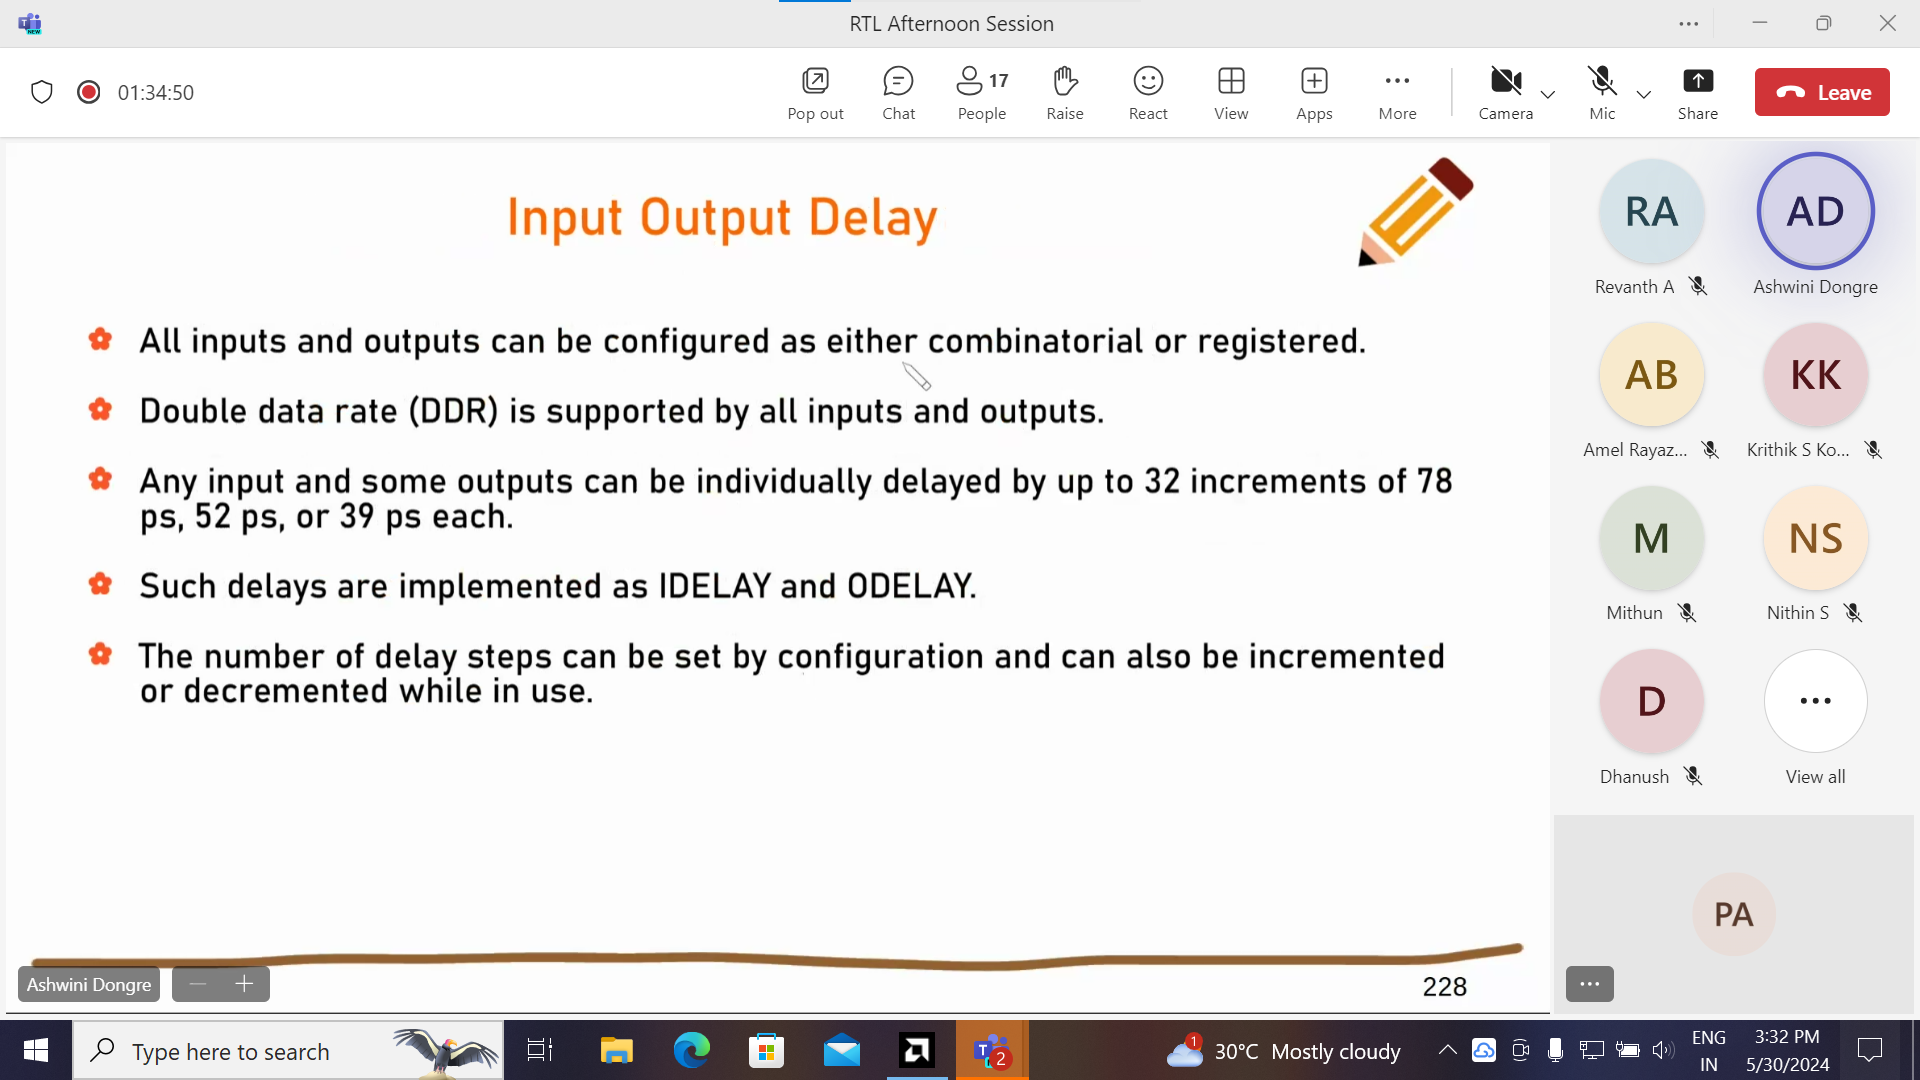 RTL Afternoon Session
NEW
01:34:50
Pop out
Chat
17
People
Raise
React
View
Apps
More
Camera
Mic
Share
Leave
Input Output Delay
All inputs and outputs can be configured as either combinatorial or registered.
Double data rate (DDR) is supported by all inputs and outputs.
Any input and some outputs can be individually delayed by up to 32 increments of 78
ps, 52 ps, or 39 ps each.
Such delays are implemented as IDELAY and ODELAY.
The number of delay steps can be set by configuration and can also be incremented
or decremented while in use.
228
Ashwini Dongre
RA
Revanth A
AD
Ashwini Dongre
AB
Amel Rayaz...
KK
Krithik S Ko...
M
Mithun
NS
Nithin S
D
Dhanush
View all
PA
Type here to search
T
2
1
30°C Mostly cloudy
ENG
IN
3:32 PM
5/30/2024